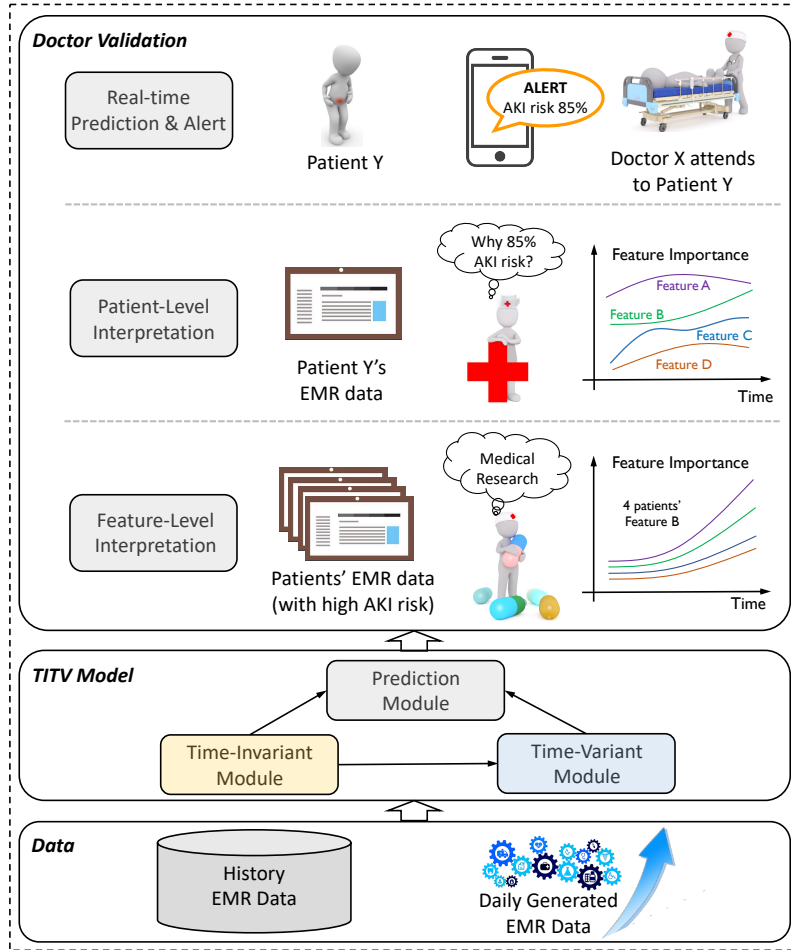 Doctor Validation
Real-time
Prediction & Alert
Patient Y
ALERT
AKI risk 85%
Doctor X attends
to Patient Y
Patient-Level
Interpretation
Patient Y's
EMR data
Why 85%
AKI risk?
Feature Importance
Feature A
Feature B
Feature C
Feature D
Time
Feature-Level
Interpretation
Patients' EMR data
(with high AKI risk)
Medical
Research
Feature Importance
4 patients'
Feature B
Time
TITV Model
Prediction
Module
Time-Invariant
Module
Time-Variant
Module
Data
History
EMR Data
Daily Generated
EMR Data